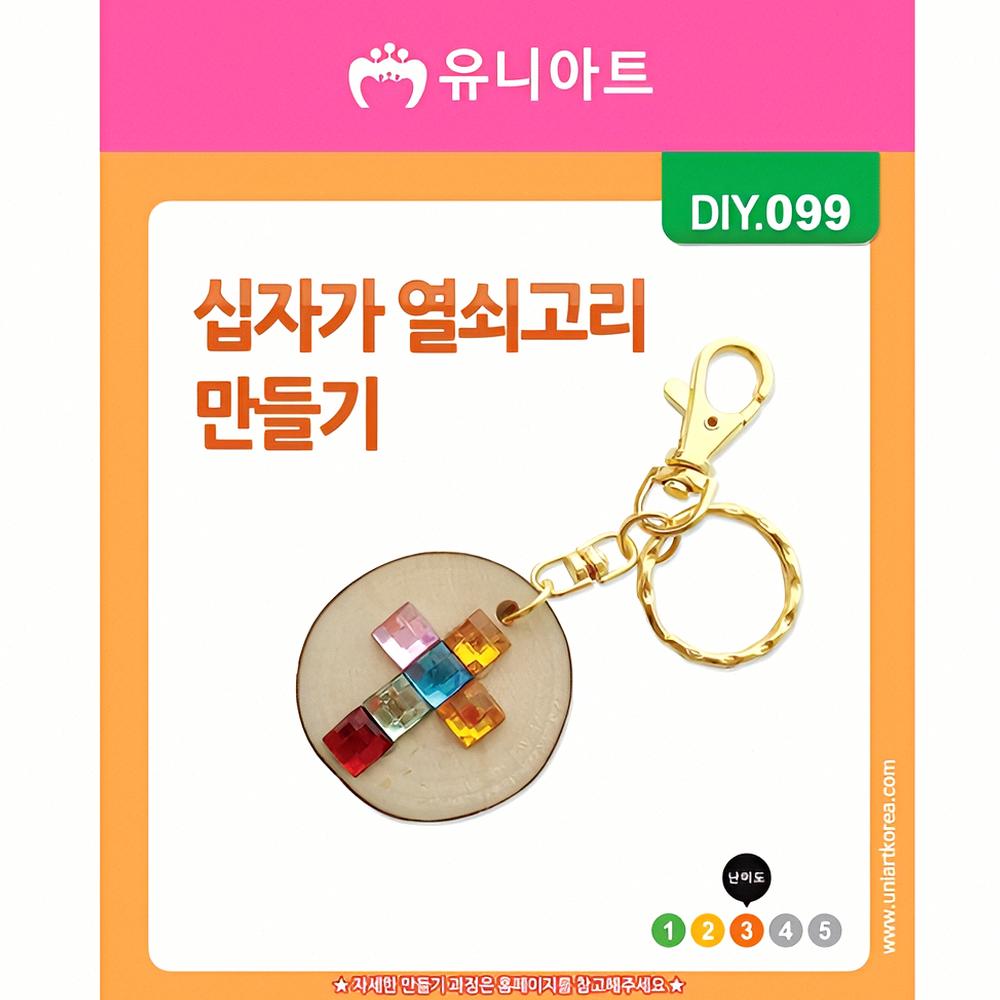 유니아트
DIY.099
십자가 열쇠고리
만들기
난이도
1 2 3 4 5
www.uniartkorea.com
★자세한 만들기 과정은 홈페이지를 참고해주세요★